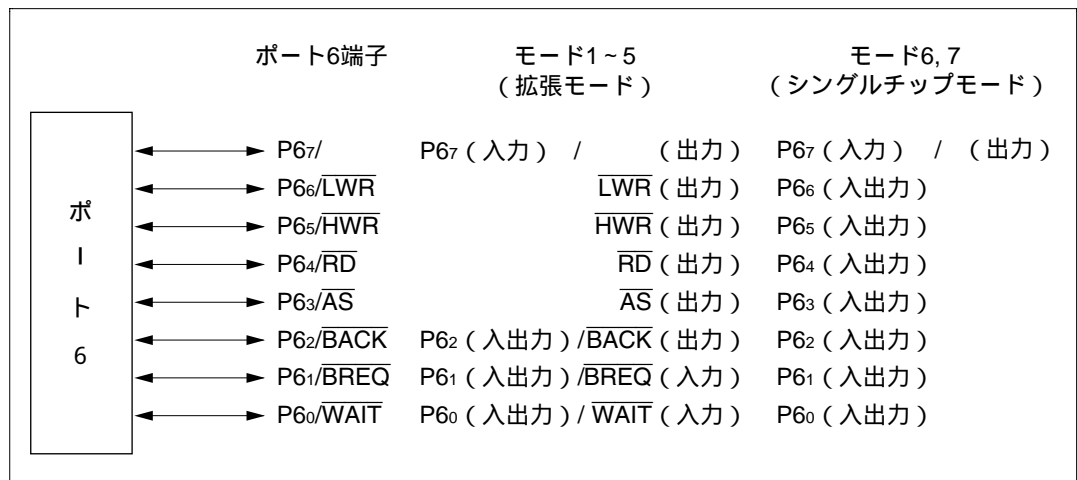 ポート6端子 モード1~5 モード6, 7
(拡張モード) (シングルチップモード)
P67/ P67(入力) / (出力) P67(入力) / (出力)
P66/LWR LWR(出力) P66(入出力)
P65/HWR HWR(出力) P65(入出力)
P64/RD RD(出力) P64(入出力)
P63/AS AS(出力) P63(入出力)
P62/BACK P62(入出力)/BACK(出力) P62(入出力)
P61/BREQ P61(入出力)/BREQ(入力) P61(入出力)
P60/WAIT P60(入出力)/ WAIT(入力) P60(入出力)
ポート6